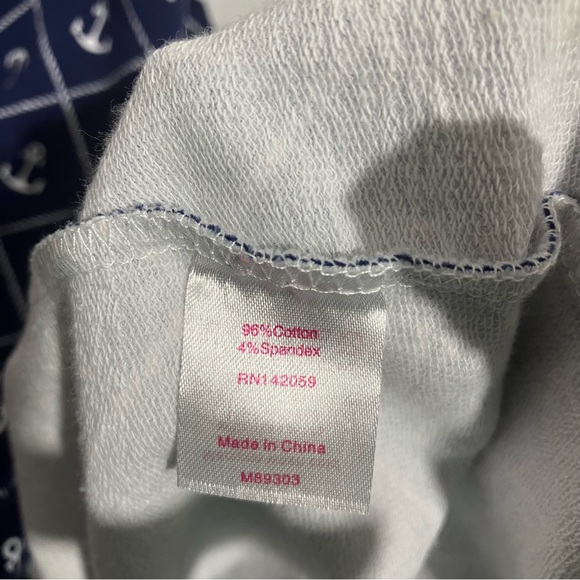 96%Cotton
4%Spandex
RN142059
Made in China
M89303